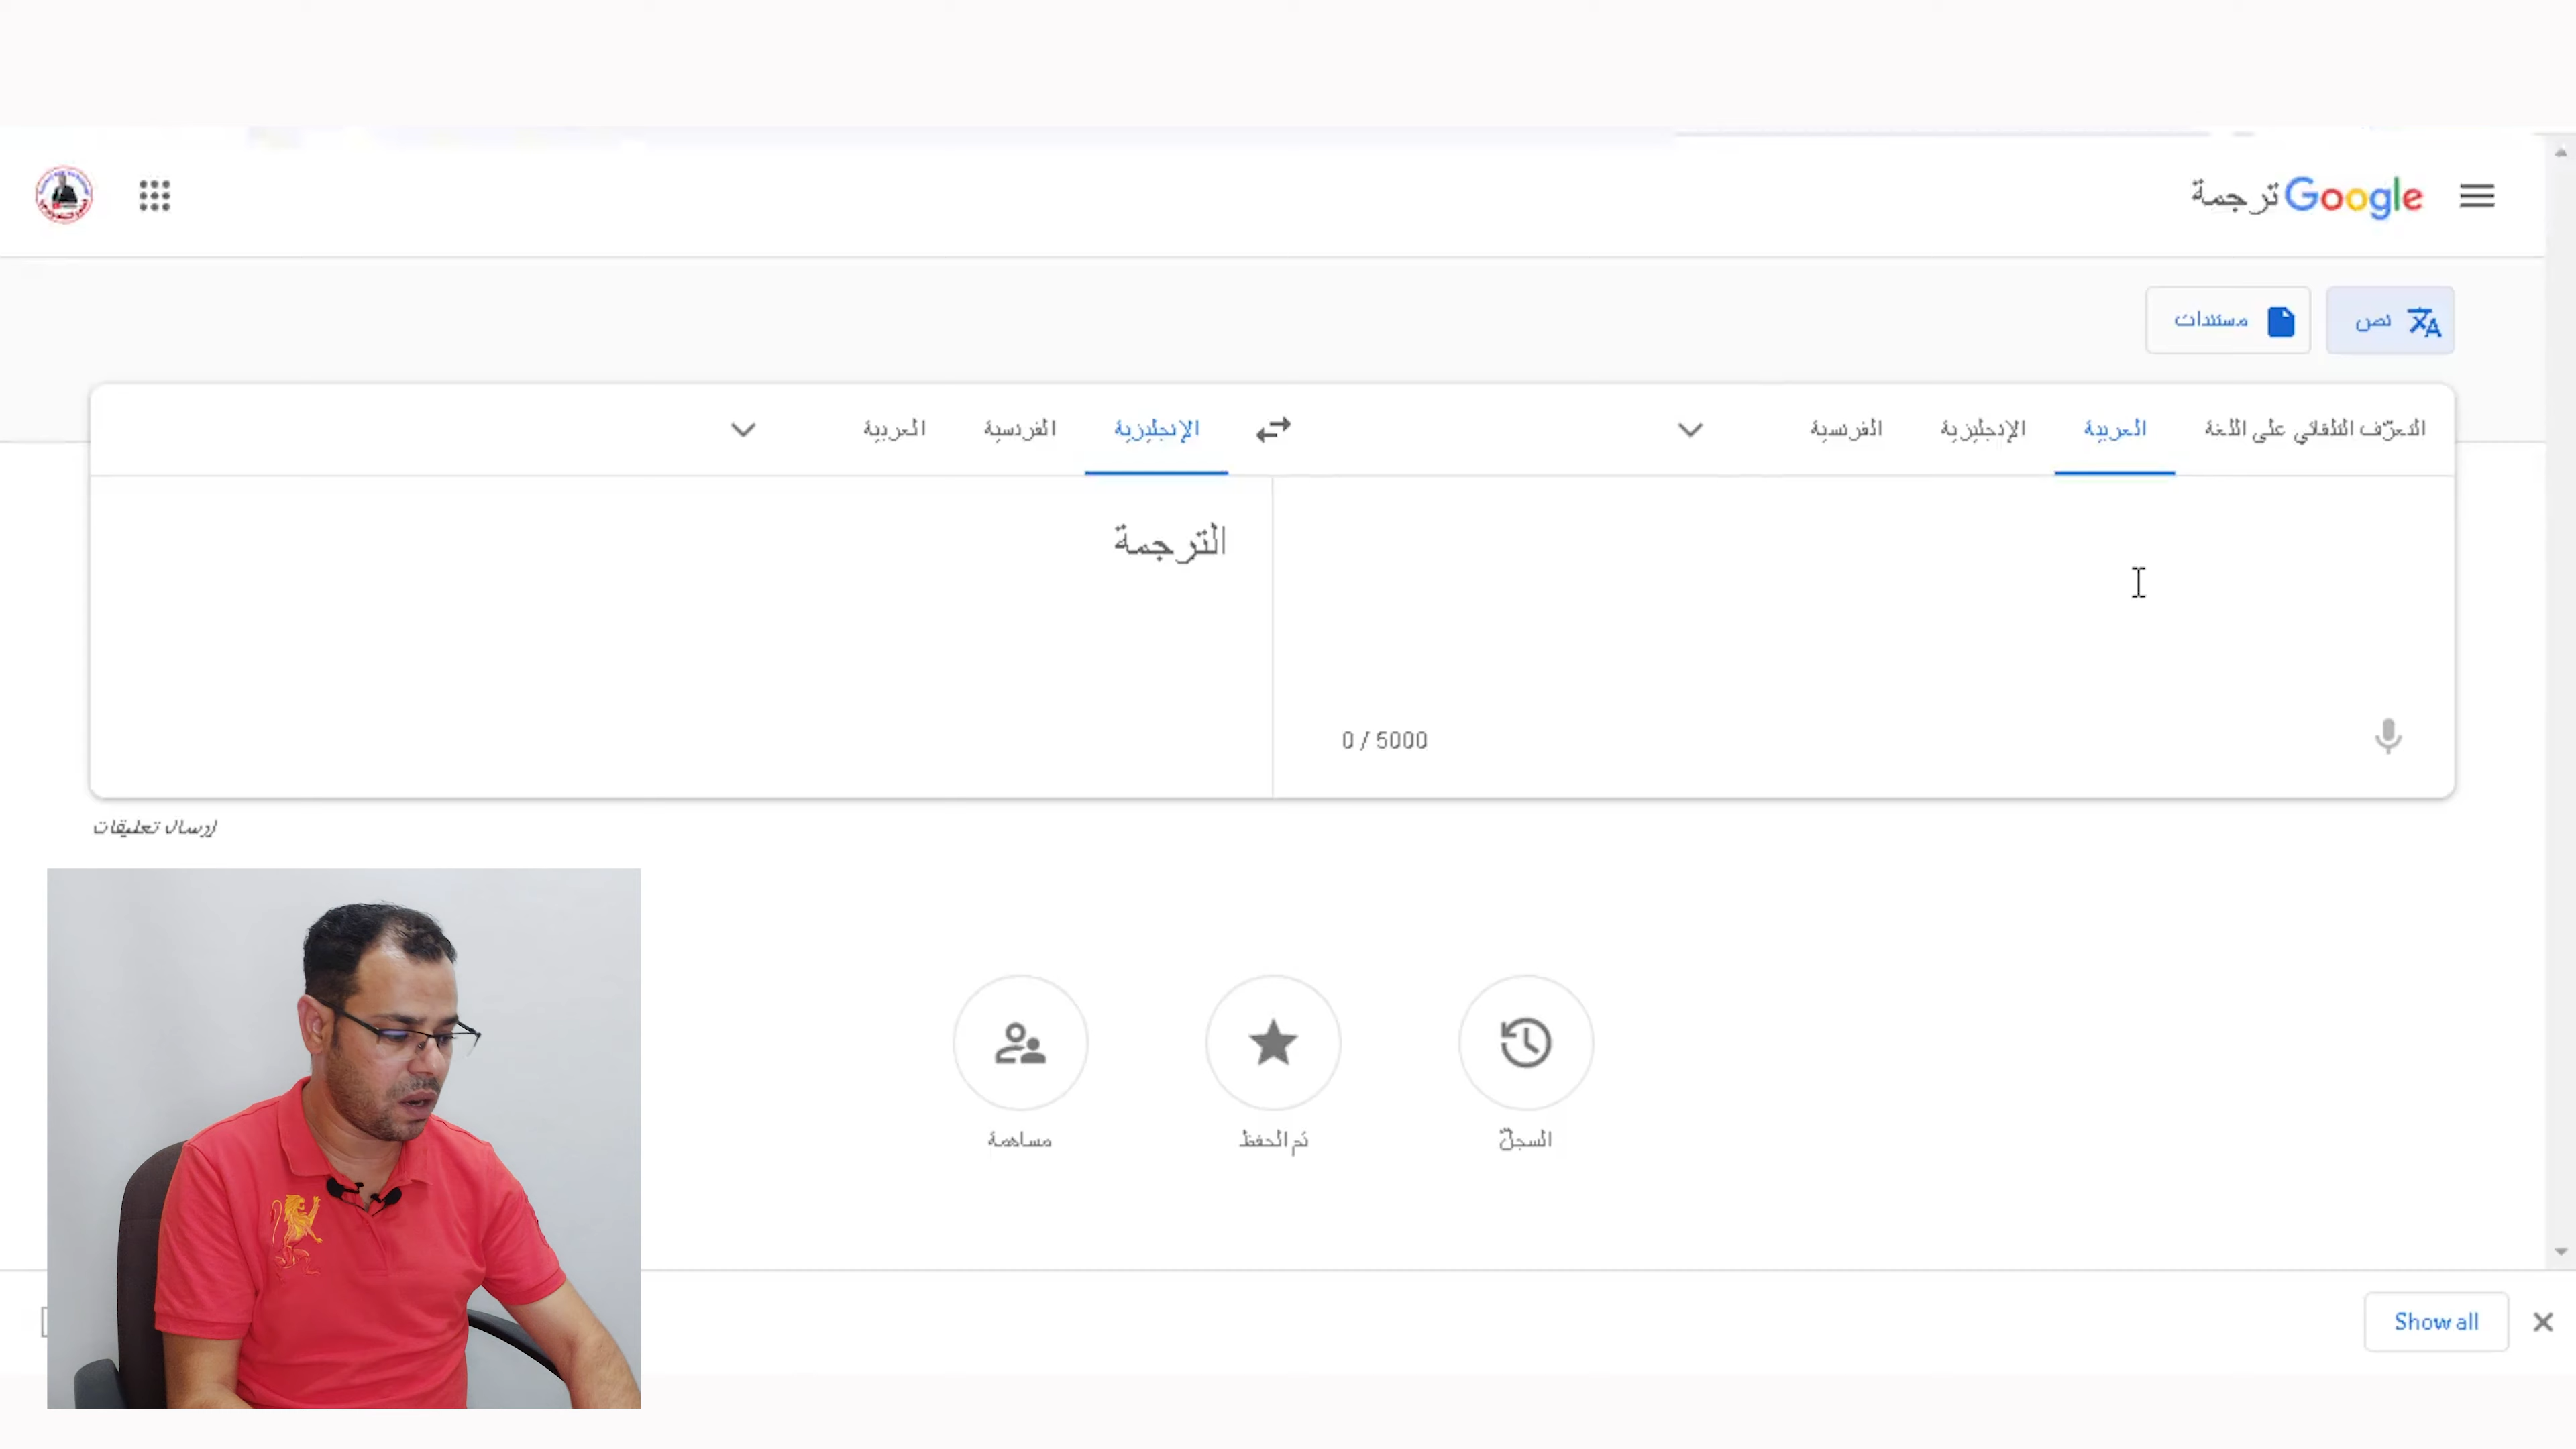 Google ترجمة
نص
مستندات
التعرّف التلقائي على اللغة
العربية
الإنجليزية
الفرنسية
الإنجليزية
الفرنسية
العربية
الترجمة
0 / 5000
إرسال تعليقات
السجلّ
تم الحفظ
مساهمة
Show all